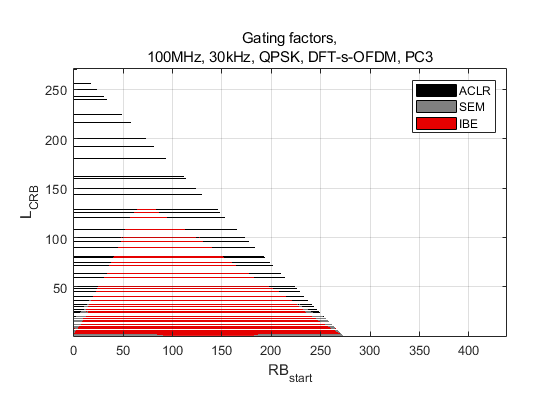 Gating factors,
100MHz, 30kHz, QPSK, DFT-s-OFDM, PC3
ACLR
SEM
IBE
250
200
150
100
50
L_CRB
0 50 100 150 200 250 300 350 400
RB_start